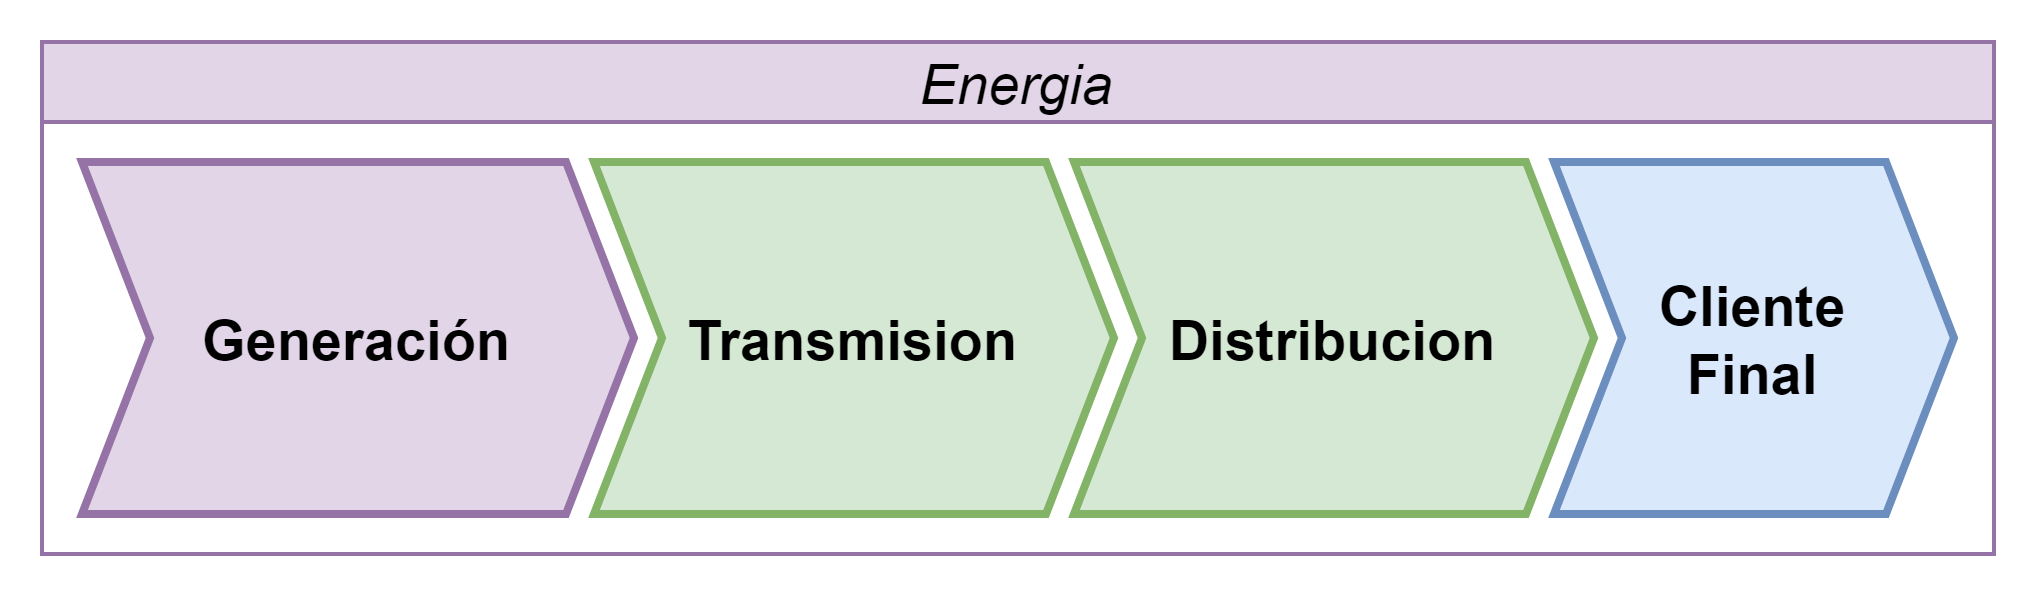 Energia
Generación
Transmision
Distribucion
Cliente
Final